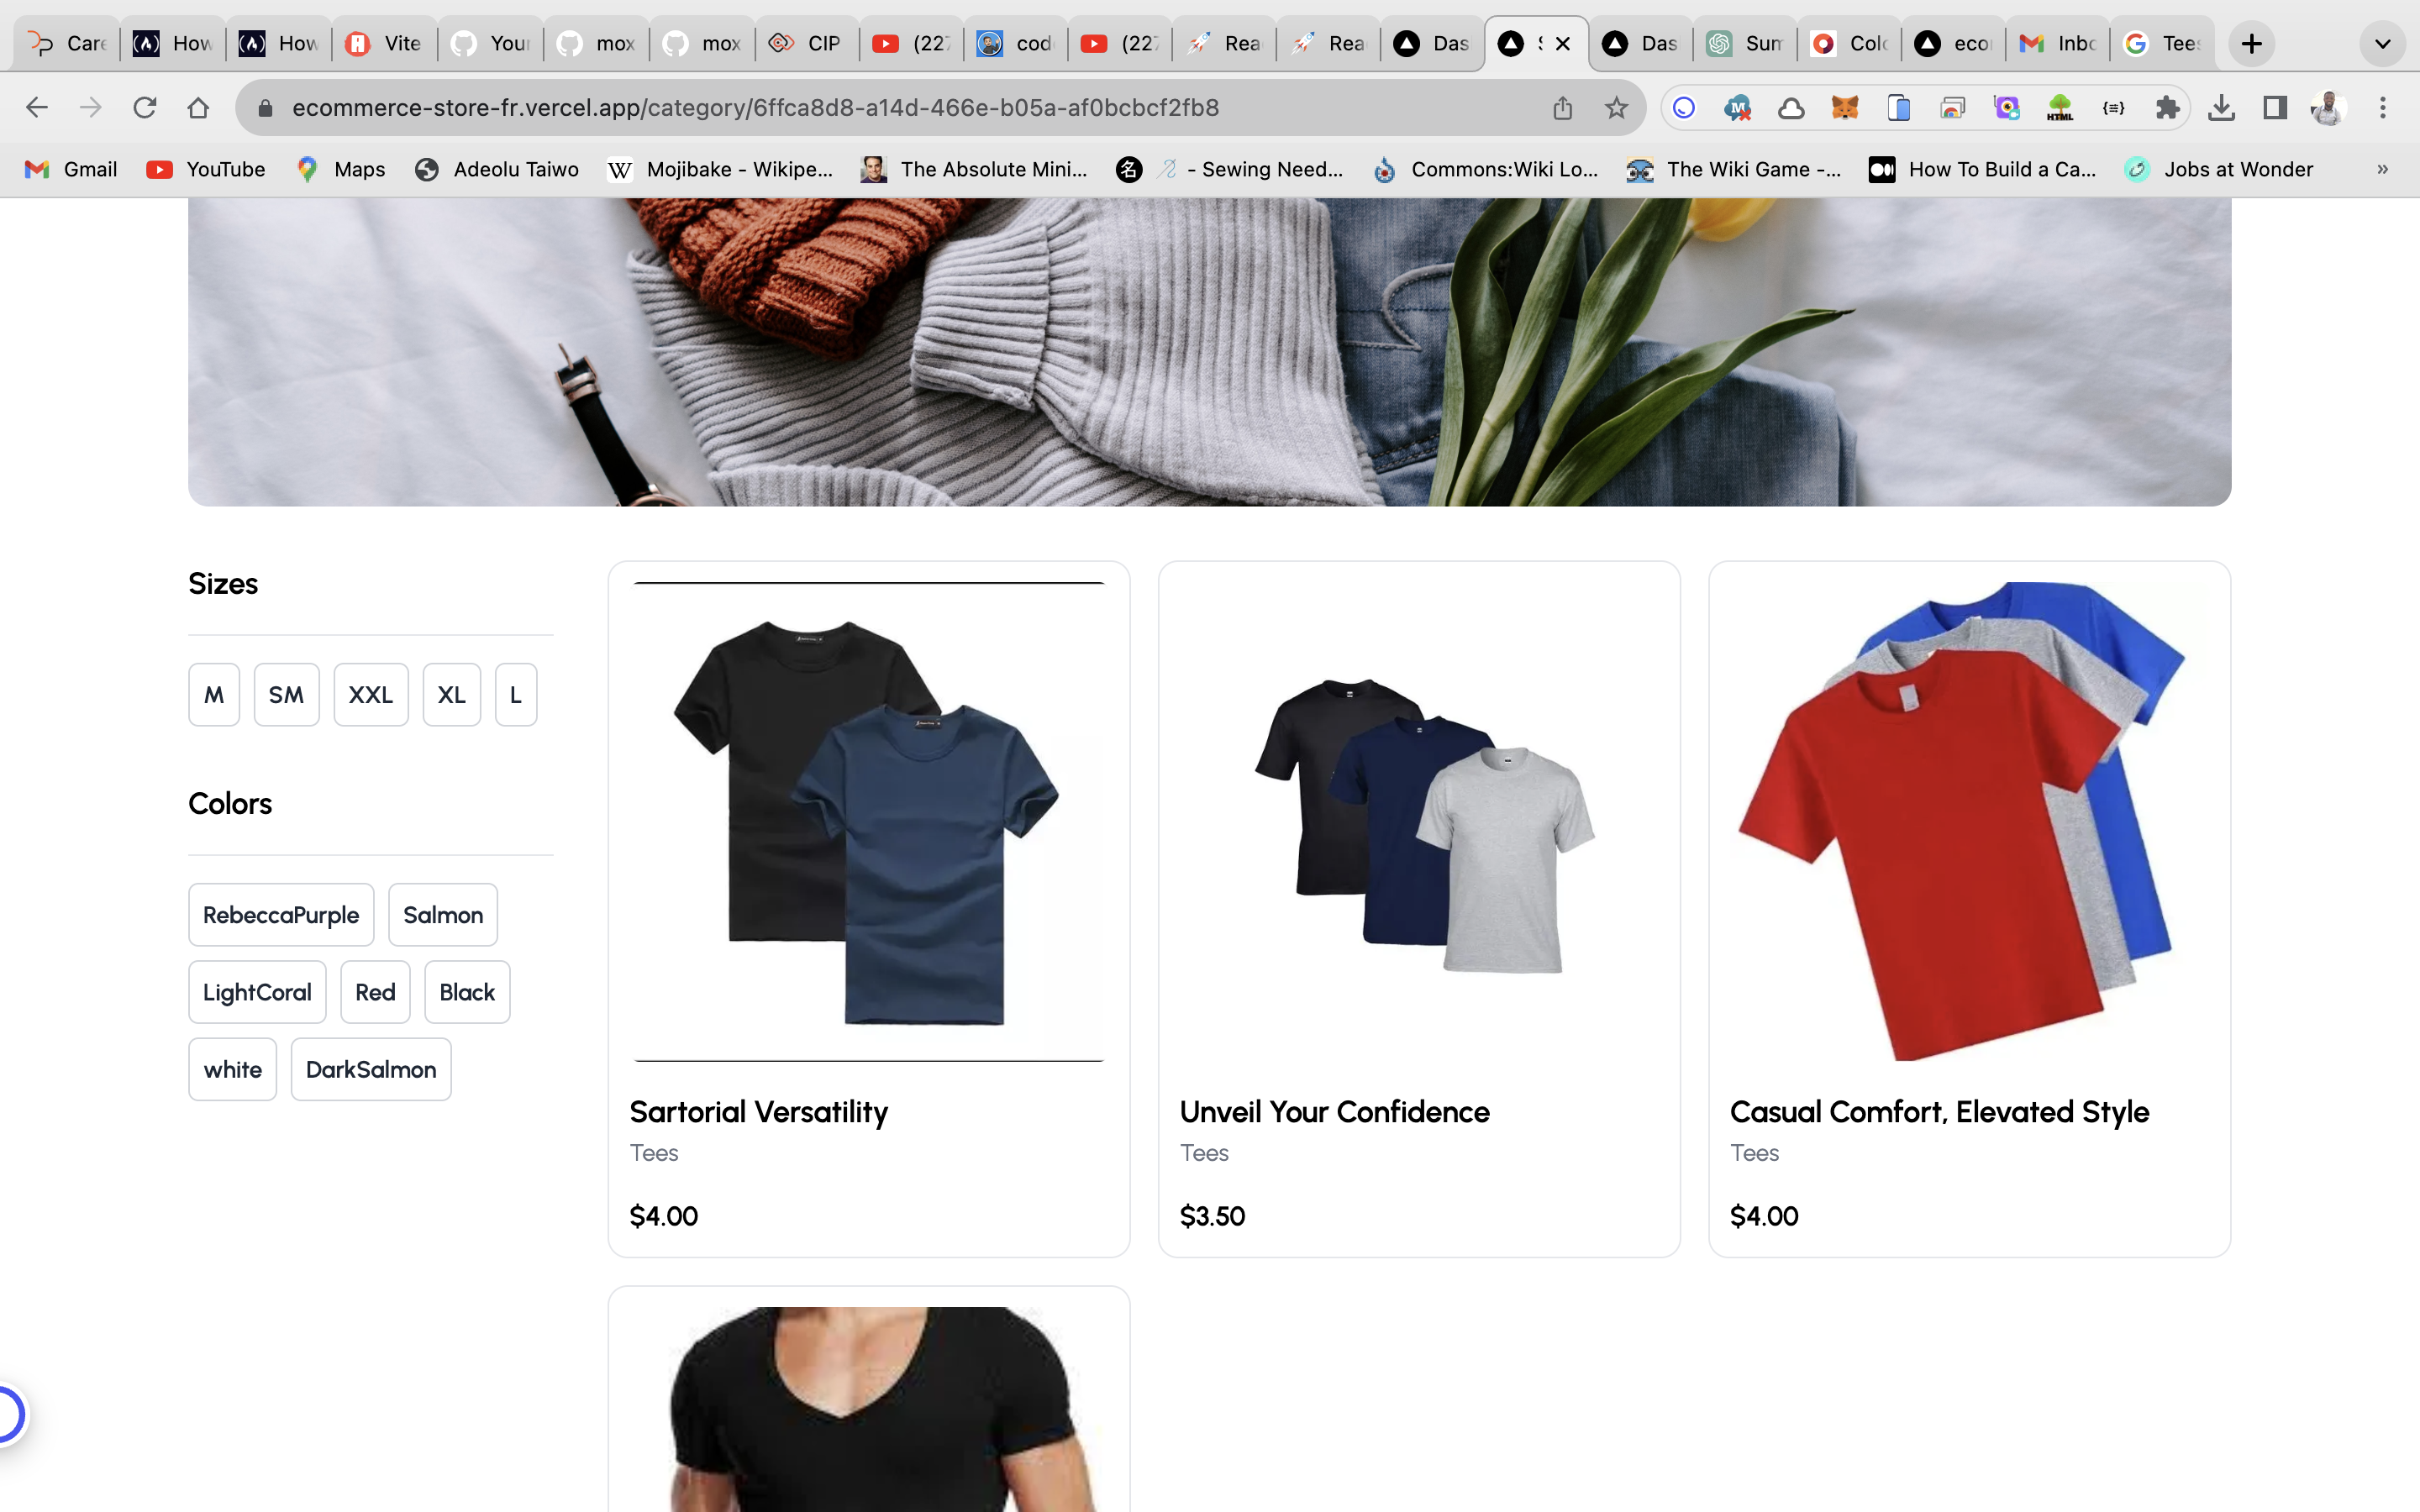 Care How How Vite Your mox mox CIP (227 cod (227 Rea Rea Das Das Sum Colo eco Inbo Tees
ecommerce-store-fr.vercel.app/category/6ffca8d8-a14d-466e-b05a-af0bcbcf2fb8
Gmail YouTube Maps Adeolu Taiwo Mojibake - Wikipe... The Absolute Mini... - Sewing Need... Commons:Wiki Lo... The Wiki Game -... How To Build a Ca... Jobs at Wonder »
Sizes
M SM XXL XL L
Colors
RebeccaPurple Salmon
LightCoral Red Black
white DarkSalmon
Sartorial Versatility
Tees
$4.00
Unveil Your Confidence
Tees
$3.50
Casual Comfort, Elevated Style
Tees
$4.00